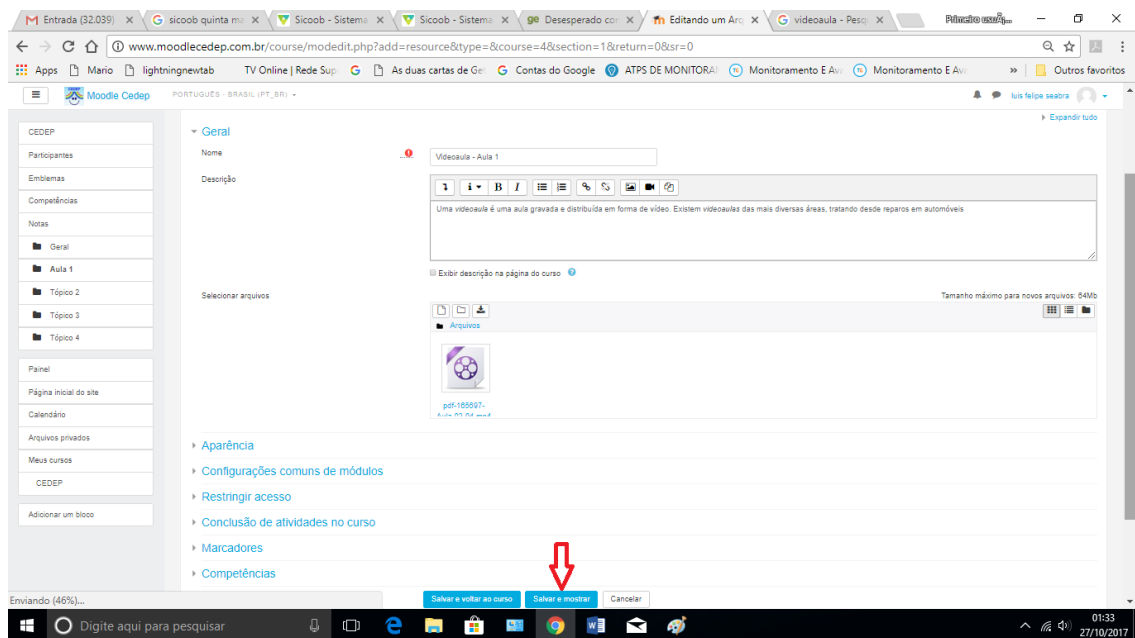 Entrada (32.039)
sicoob quinta ma
Sicoob - Sistema
Sicoob - Sistema
Desesperado con
Editando um Arq
videoaula - Pesq
www.moodlecedep.com.br/course/modedit.php?add=resource&type=&course=4&section=1&return=0&sr=0
Apps
Mario
lightningnewtab
TV Online | Rede Sup
As duas cartas de Ge
Contas do Google
ATPS DE MONITORA
Monitoramento E Av
Monitoramento E Av
»
Outros favoritos
Moodle Cedep
PORTUGUÊS - BRASIL (PT_BR)
luis felipe seabra
Expandir tudo
CEDEP
Participantes
Emblemas
Competências
Notas
Geral
Aula 1
Tópico 2
Tópico 3
Tópico 4
Painel
Página inicial do site
Calendário
Arquivos privados
Meus cursos
CEDEP
Adicionar um bloco
Geral
Nome
Videoaula - Aula 1
Descrição
B I
Uma videoaula é uma aula gravada e distribuída em forma de vídeo. Existem videoaulas das mais diversas áreas, tratando desde reparos em automóveis
Exibir descrição na página do curso
Selecionar arquivos
Tamanho máximo para novos arquivos: 64Mb
Arquivos
pdf-165697-
Aula 02 04.mp4
Aparência
Configurações comuns de módulos
Restringir acesso
Conclusão de atividades no curso
Marcadores
Competências
Salvar e voltar ao curso
Salvar e mostrar
Cancelar
Enviando (46%)...
Digite aqui para pesquisar
01:33
27/10/2017